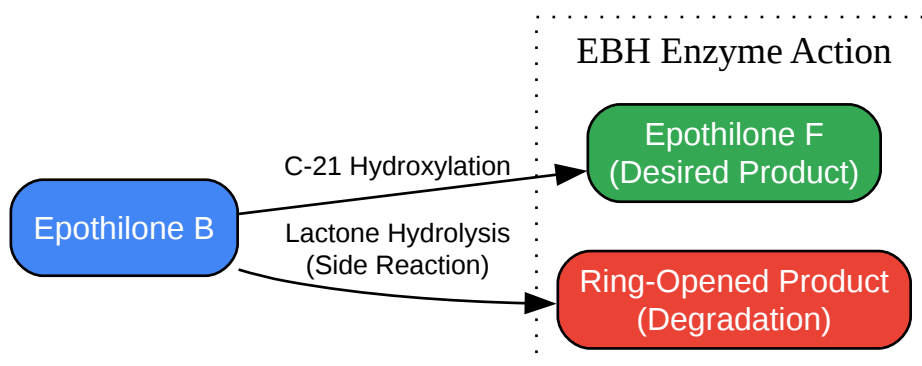 EBH Enzyme Action
Epothilone F
(Desired Product)
C-21 Hydroxylation
Epothilone B
Lactone Hydrolysis
(Side Reaction)
Ring-Opened Product
(Degradation)